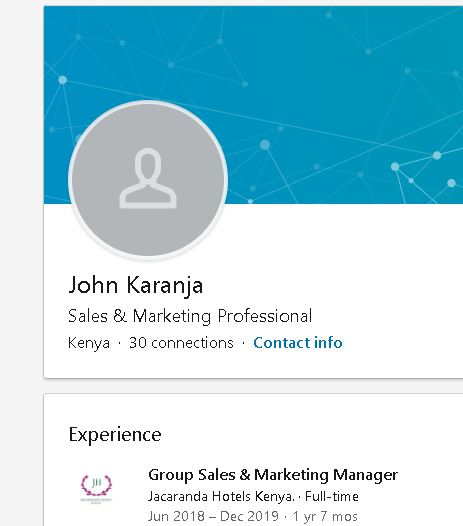 John Karanja
Sales & Marketing Professional
Kenya · 30 connections · Contact info
Experience
JH
Group Sales & Marketing Manager
Jacaranda Hotels Kenya. · Full-time
Jun 2018 – Dec 2019 · 1 yr 7 mos